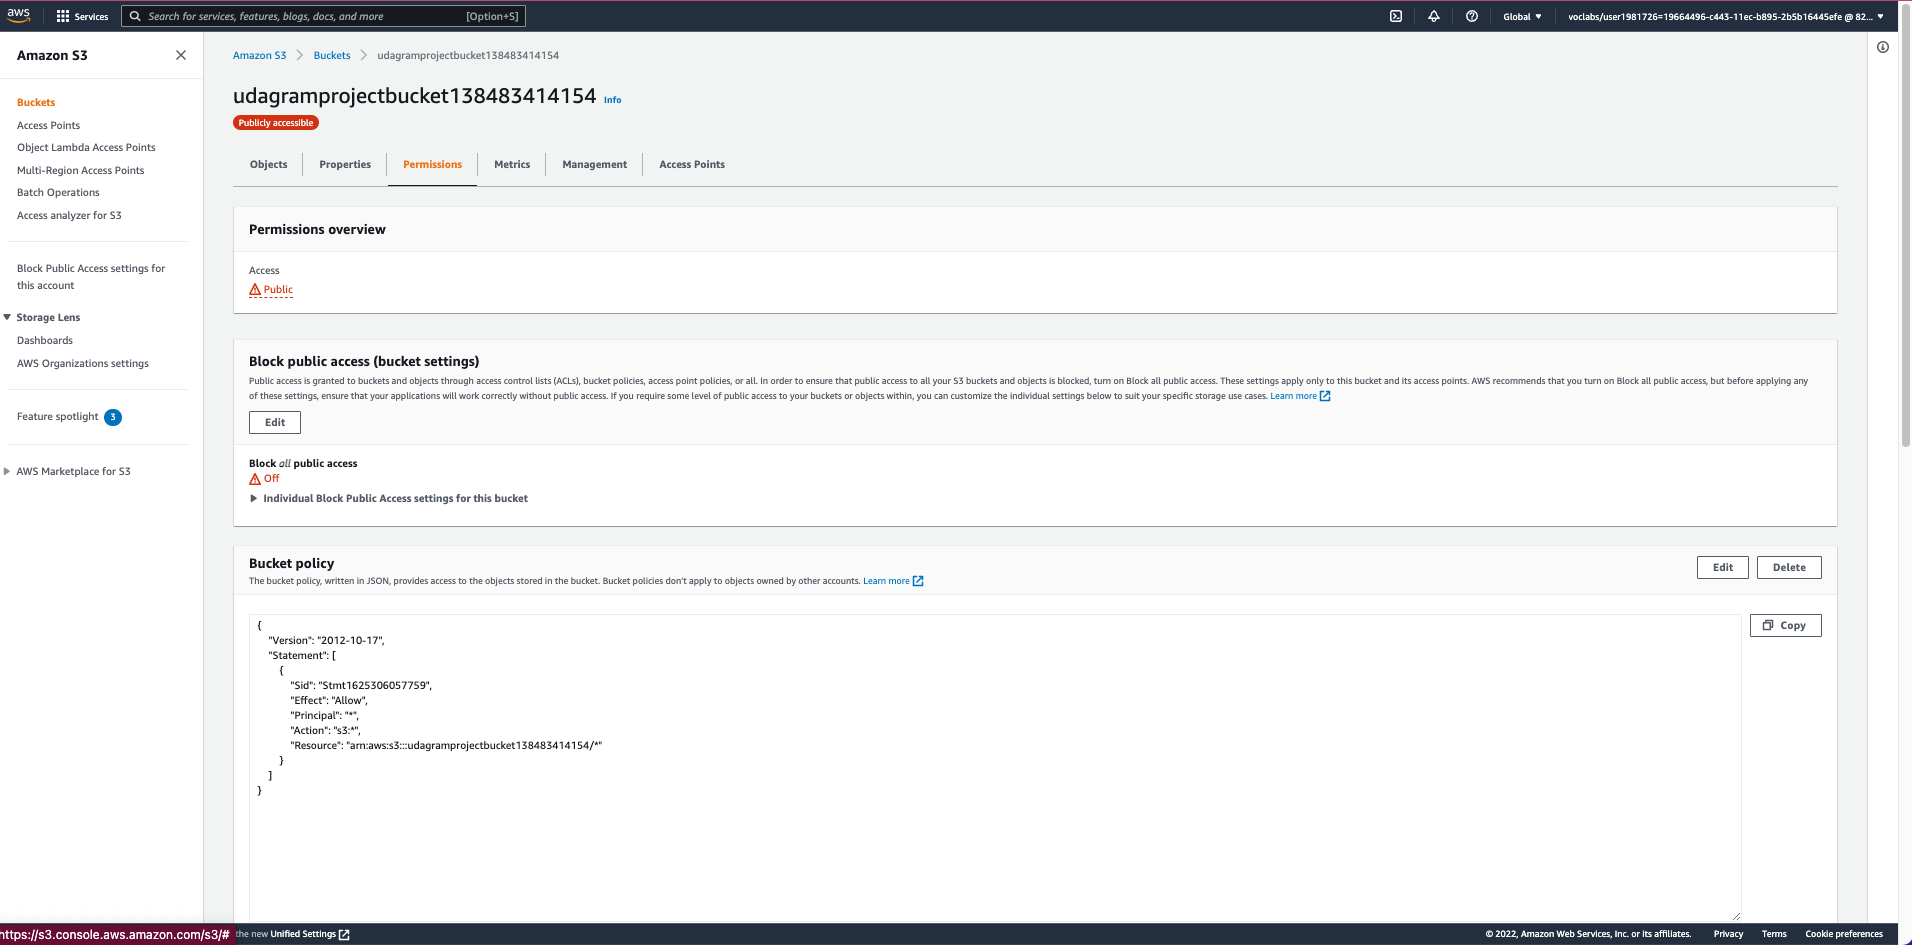 aws
Services
Search for services, features, blogs, docs, and more
[Option+S]
Global
voclabs/user1981726=19664496-c443-11ec-b895-2b5b16445efe @ 82...
Amazon S3
Buckets
Access Points
Object Lambda Access Points
Multi-Region Access Points
Batch Operations
Access analyzer for S3
Block Public Access settings for
this account
Storage Lens
Dashboards
AWS Organizations settings
Feature spotlight 3
AWS Marketplace for S3
Amazon S3 > Buckets > udagramprojectbucket138483414154
udagramprojectbucket138483414154 Info
Publicly accessible
Objects
Properties
Permissions
Metrics
Management
Access Points
Permissions overview
Access
Public
Block public access (bucket settings)
Public access is granted to buckets and objects through access control lists (ACLs), bucket policies, access point policies, or all. In order to ensure that public access to all your S3 buckets and objects is blocked, turn on Block all public access. These settings apply only to this bucket and its access points. AWS recommends that you turn on Block all public access, but before applying any
of these settings, ensure that your applications will work correctly without public access. If you require some level of public access to your buckets or objects within, you can customize the individual settings below to suit your specific storage use cases. Learn more
Edit
Block all public access
Off
Individual Block Public Access settings for this bucket
Bucket policy
The bucket policy, written in JSON, provides access to the objects stored in the bucket. Bucket policies don't apply to objects owned by other accounts. Learn more
Edit
Delete
Copy
{
"Version": "2012-10-17",
"Statement": [
{
"Sid": "Stmt1625306057759",
"Effect": "Allow",
"Principal": "*",
"Action": "s3:*",
"Resource": "arn:aws:s3:::udagramprojectbucket138483414154/*"
}
]
}
https://s3.console.aws.amazon.com/s3/#
the new Unified Settings
© 2022, Amazon Web Services, Inc. or its affiliates.
Privacy
Terms
Cookie preferences